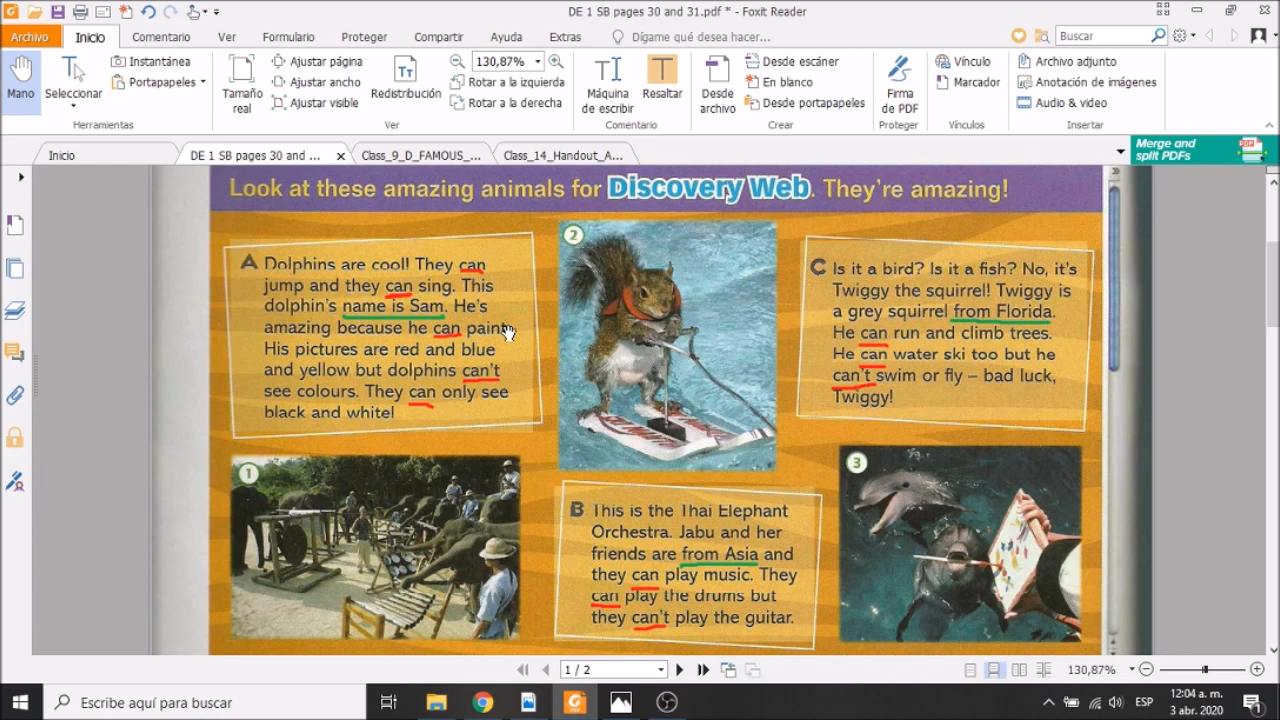 DE 1 SB pages 30 and 31.pdf * - Foxit Reader
Archivo Inicio Comentario Ver Formulario Proteger Compartir Ayuda Extras Dígame qué desea hacer... Buscar
Mano
Seleccionar
Instantánea
Portapapeles
Herramientas
Tamaño real
Ajustar página
Ajustar ancho
Ajustar visible
Redistribución
130,87%
Rotar a la izquierda
Rotar a la derecha
Ver
Máquina de escribir
Resaltar
Comentario
Desde archivo
Desde escáner
En blanco
Desde portapapeles
Crear
Firma de PDF
Proteger
Vínculo
Marcador
Vínculos
Archivo adjunto
Anotación de imágenes
Audio & video
Insertar
Inicio DE 1 SB pages 30 and ... Class_9_D_FAMOUS_... Class_14_Handout_A...
Merge and
split PDFs
PDF
Look at these amazing animals for Discovery Web. They're amazing!
A Dolphins are cool! They can
jump and they can sing. This
dolphin's name is Sam. He's
amazing because he can paint
His pictures are red and blue
and yellow but dolphins can't
see colours. They can only see
black and white!
2
C Is it a bird? Is it a fish? No, it's
Twiggy the squirrel! Twiggy is
a grey squirrel from Florida.
He can run and climb trees.
He can water ski too but he
can't swim or fly – bad luck,
Twiggy!
1
B This is the Thai Elephant
Orchestra. Jabu and her
friends are from Asia and
they can play music. They
can play the drums but
they can't play the guitar.
3
1 / 2
130,87%
Escribe aquí para buscar
ESP
12:04 a. m.
3 abr. 2020
1